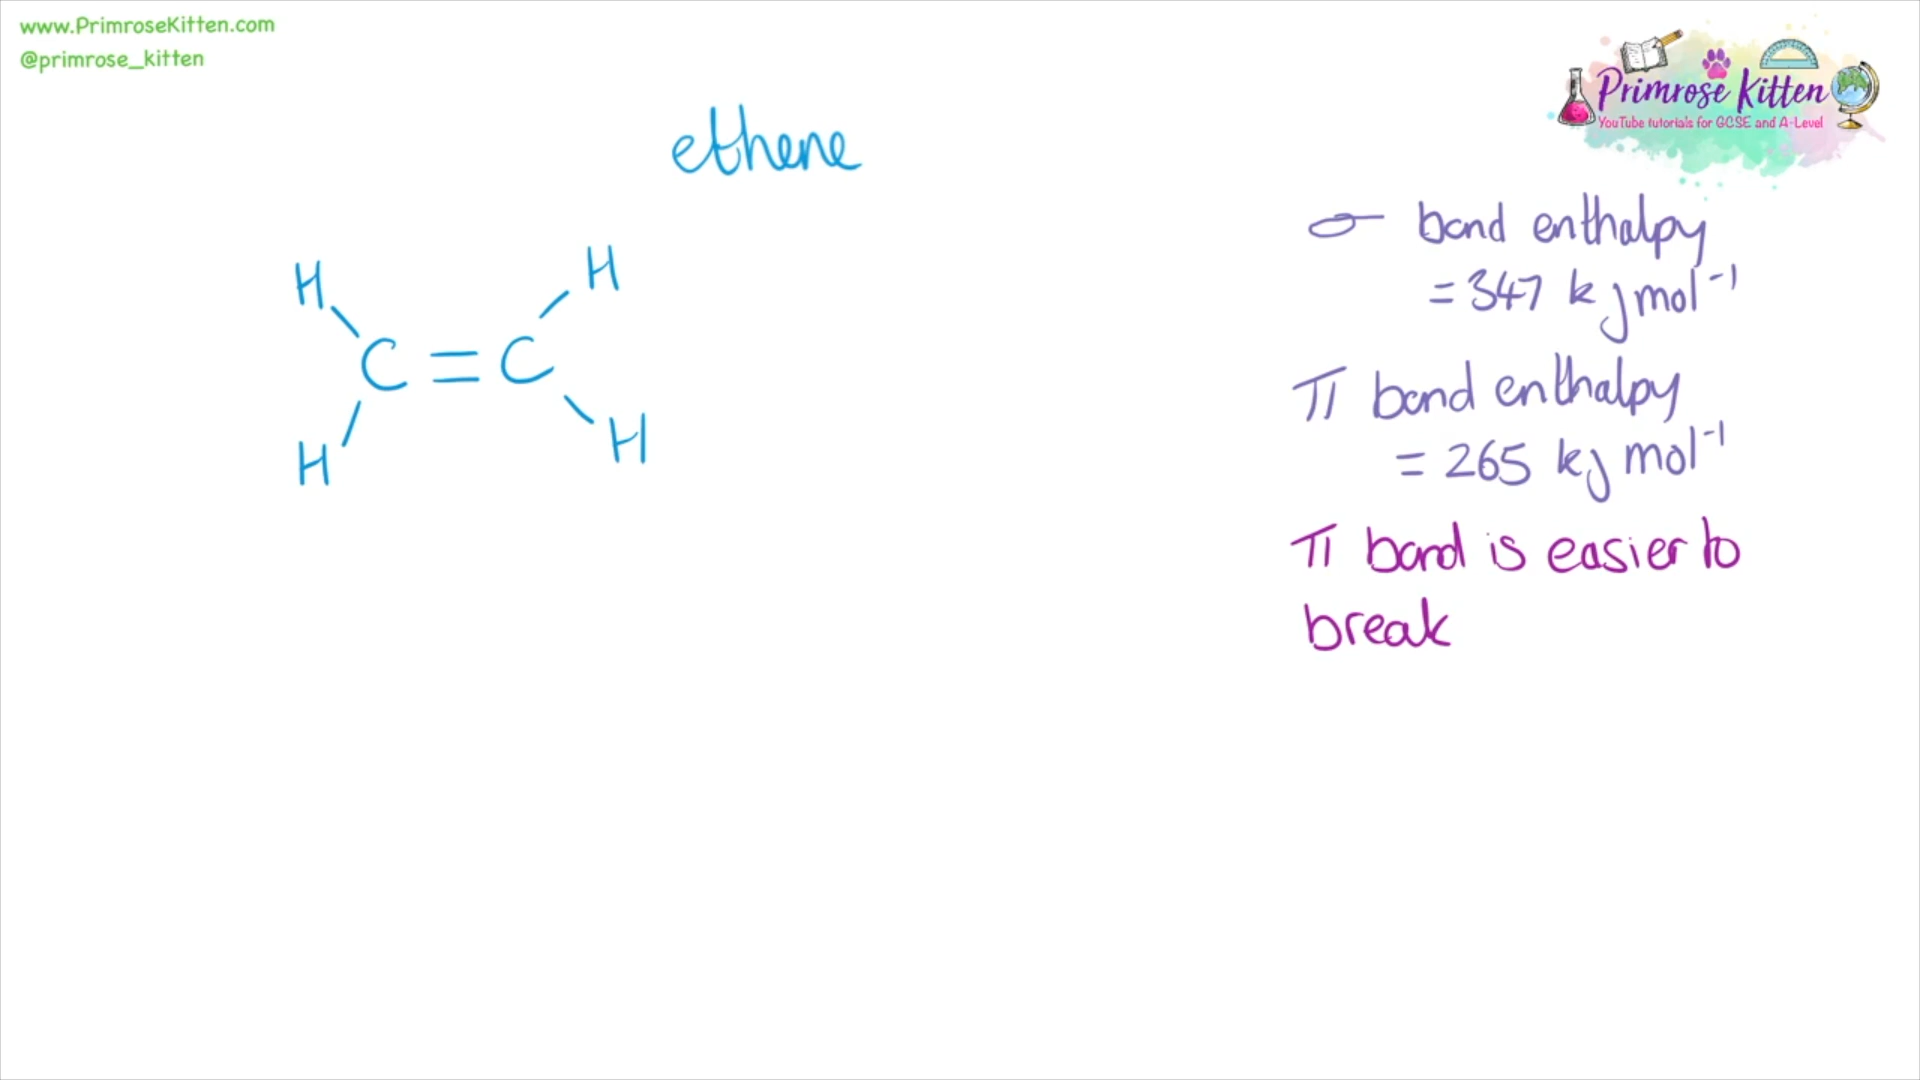 www.PrimroseKitten.com
@primrose_kitten
Primrose Kitten
YouTube tutorials for GCSE and A-Level
ethene
H H
C = C
H H
σ bond enthalpy
= 347 kj mol⁻¹
π bond enthalpy
= 265 kj mol⁻¹
π bond is easier to
break